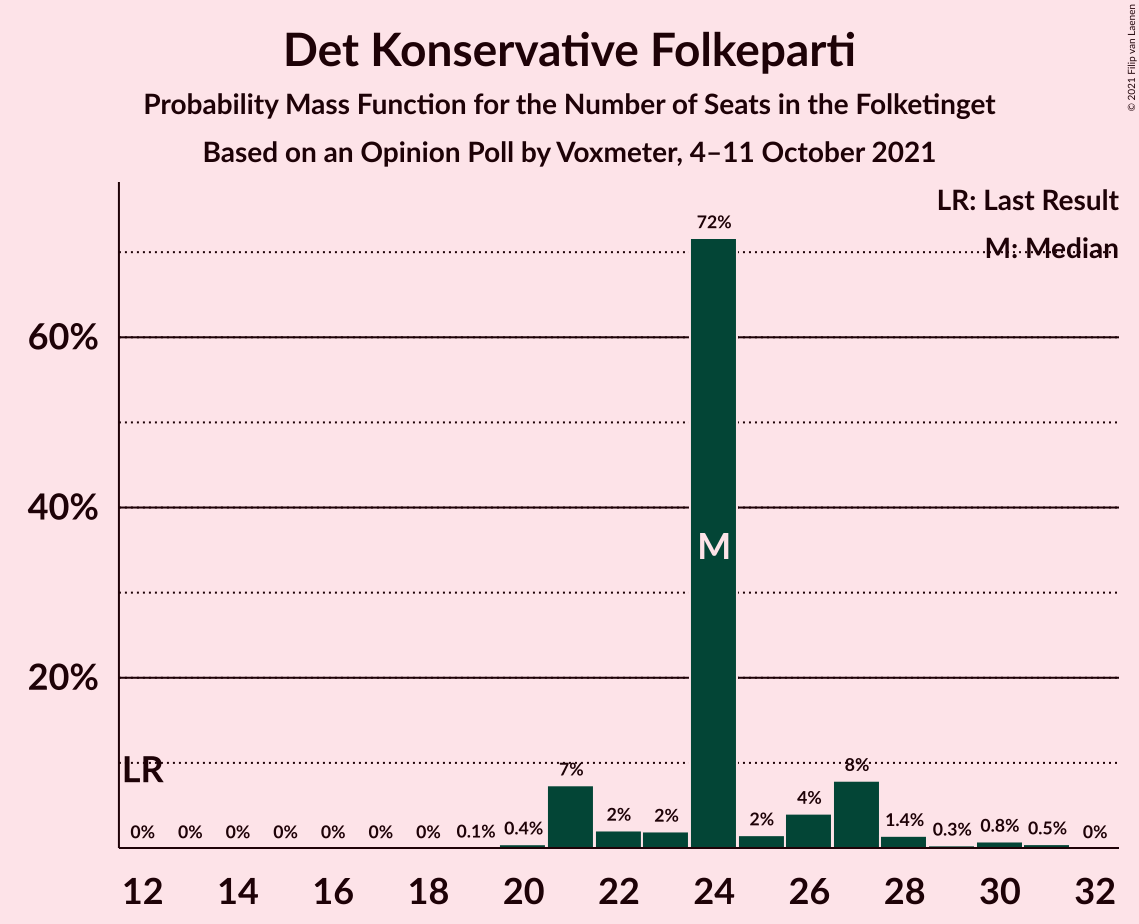 Det Konservative Folkeparti
Probability Mass Function for the Number of Seats in the Folketinget
Based on an Opinion Poll by Voxmeter, 4–11 October 2021
© 2021 Filip van Laenen
LR: Last Result
M: Median
60%
40%
20%
72%
M
LR
0% 0% 0% 0% 0% 0% 0% 0.1% 0.4% 7% 2% 2% 2% 4% 8% 1.4% 0.3% 0.8% 0.5% 0%
12 14 16 18 20 22 24 26 28 30 32